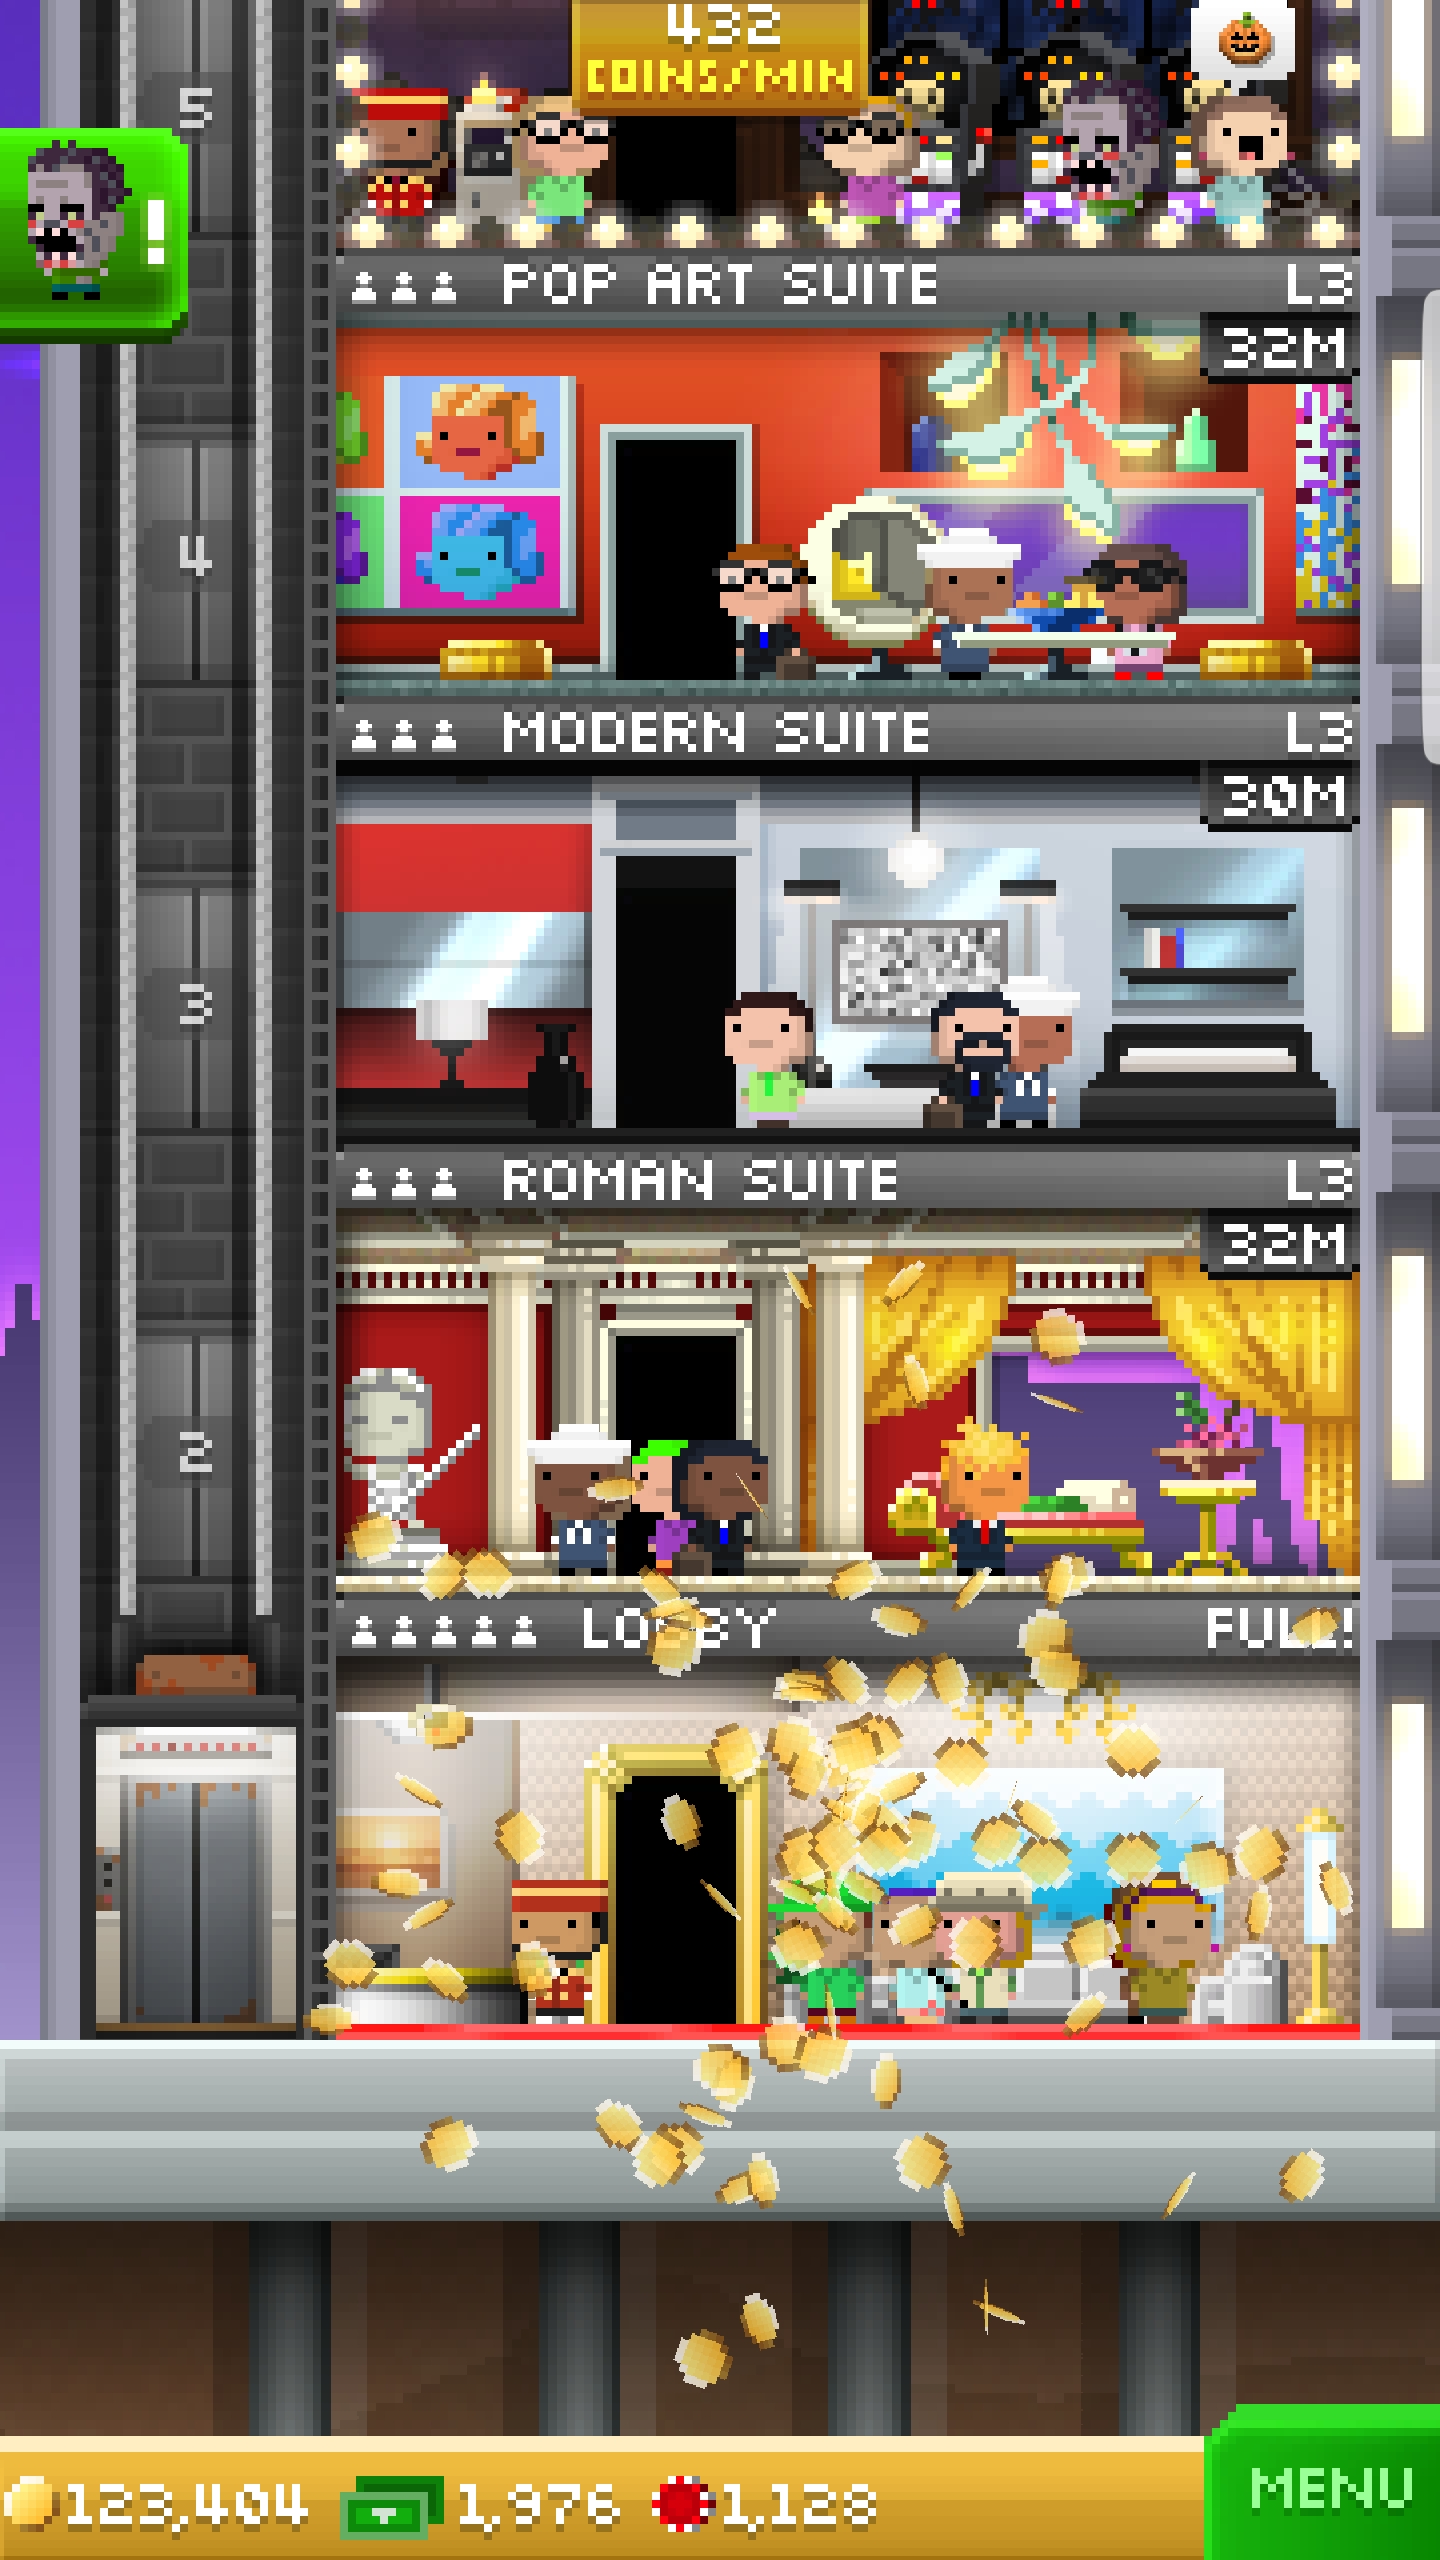 432
COINS/MIN
5
!
POP ART SUITE L3
32M
4
MODERN SUITE L3
30M
3
ROMAN SUITE L3
32M
2
LOBBY FULL!
123,404 1,976 1,128 MENU